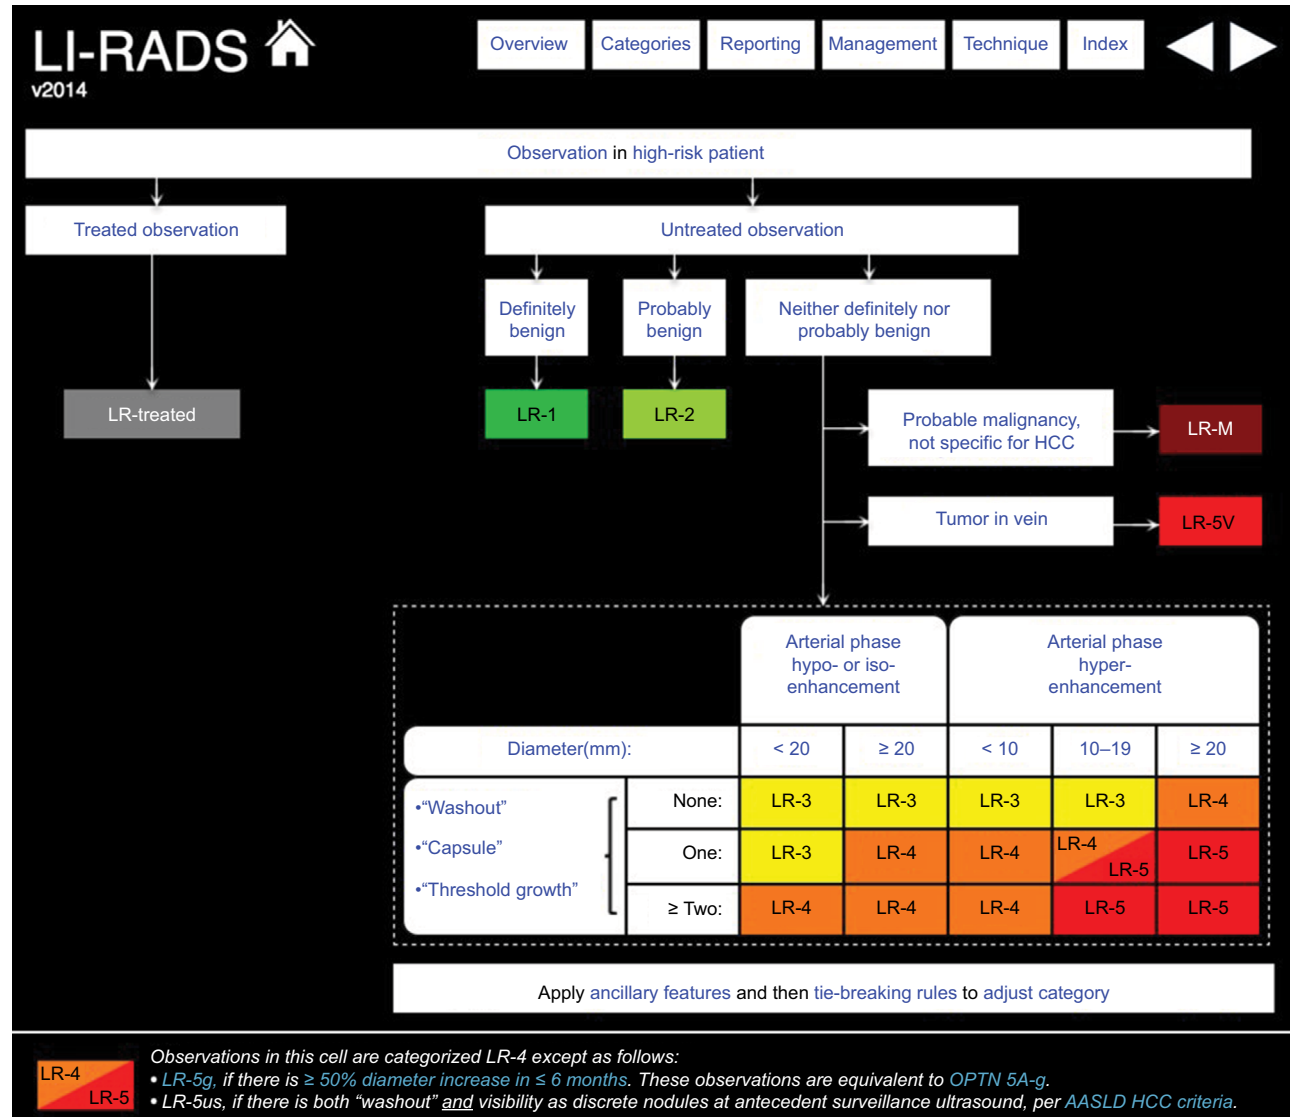 LI-RADS
v2014
Overview
Categories
Reporting
Management
Technique
Index
Observation in high-risk patient
Treated observation
Untreated observation
Definitely
benign
Probably
benign
Neither definitely nor
probably benign
LR-treated
LR-1
LR-2
Probable malignancy,
not specific for HCC
LR-M
Tumor in vein
LR-5V
Arterial phase
hypo- or iso-
enhancement
Arterial phase
hyper-
enhancement
Diameter(mm):
< 20
≥ 20
< 10
10–19
≥ 20
•“Washout”
•“Capsule”
•“Threshold growth”
None:
LR-3
LR-3
LR-3
LR-3
LR-4
One:
LR-3
LR-4
LR-4
LR-4
LR-5
LR-5
≥ Two:
LR-4
LR-4
LR-4
LR-5
LR-5
Apply ancillary features and then tie-breaking rules to adjust category
LR-4
LR-5
Observations in this cell are categorized LR-4 except as follows:
• LR-5g, if there is ≥ 50% diameter increase in ≤ 6 months. These observations are equivalent to OPTN 5A-g.
• LR-5us, if there is both “washout” and visibility as discrete nodules at antecedent surveillance ultrasound, per AASLD HCC criteria.